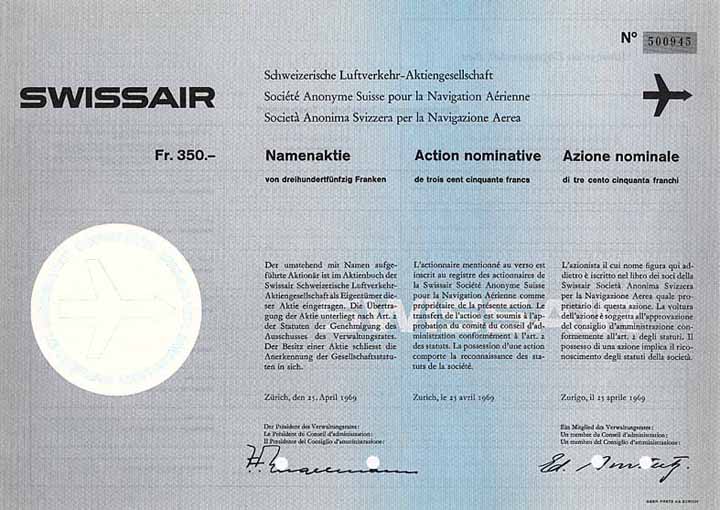 Nº 500945
SWISSAIR
Schweizerische Luftverkehr-Aktiengesellschaft
Société Anonyme Suisse pour la Navigation Aérienne
Società Anonima Svizzera per la Navigazione Aerea
Fr. 350.–
Namenaktie
von dreihundertfünfzig Franken
Action nominative
de trois cent cinquante francs
Azione nominale
di tre cento cinquanta franchi
Der umstehend mit Namen aufge-
führte Aktionär ist im Aktienbuch der
Swissair Schweizerische Luftverkehr-
Aktiengesellschaft als Eigentümer die-
ser Aktie eingetragen. Die Übertra-
gung der Aktie unterliegt nach Art. 2
der Statuten der Genehmigung des
Ausschusses des Verwaltungsrates.
Der Besitz einer Aktie schliesst die
Anerkennung der Gesellschaftsstatu-
ten in sich.
Zürich, den 25. April 1969
L'actionnaire mentionné au verso est
inscrit au registre des actionnaires de
la Swissair Société Anonyme Suisse
pour la Navigation Aérienne comme
propriétaire de la présente action. Le
transfert de l'action est soumis à l'ap-
probation du comité du conseil d'ad-
ministration conformément à l'art. 2
des statuts. La possession d'une action
comporte la reconnaissance des sta-
tuts de la société.
Zurich, le 25 avril 1969
L'azionista il cui nome figura qui ad-
dietro è iscritto nel libro dei soci della
Swissair Società Anonima Svizzera
per la Navigazione Aerea quale pro-
prietario di questa azione. La voltura
dell'azione è soggetta all'approvazione
del consiglio d'amministrazione con-
formemente all'art. 2 degli statuti. Il
possesso di una azione implica il rico-
noscimento degli statuti della società.
Zurigo, il 25 aprile 1969
Der Präsident des Verwaltungsrates:
Le Président du Conseil d'administration:
Il Presidente del Consiglio d'amministrazione:
Ein Mitglied des Verwaltungsrates:
Un membre du Conseil d'administration:
Un membro del Consiglio d'amministrazione: